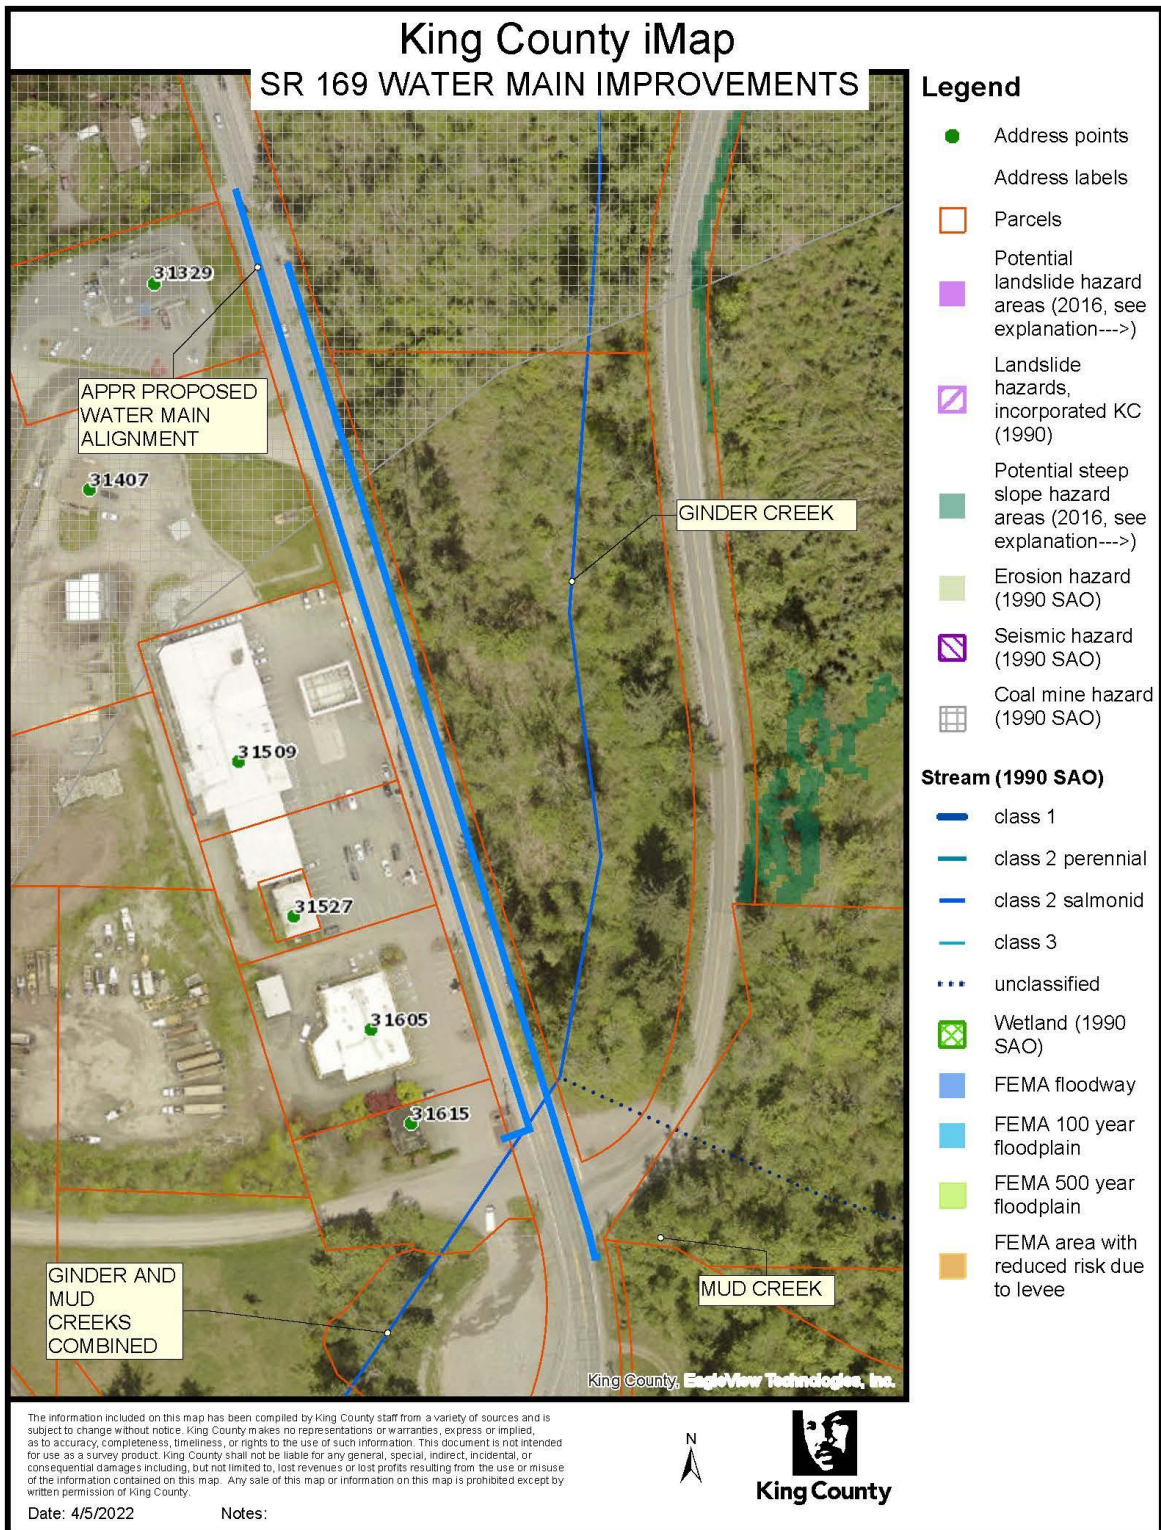 King County iMap
SR 169 WATER MAIN IMPROVEMENTS
31329
APPR PROPOSED
WATER MAIN
ALIGNMENT
31407
GINDER CREEK
31509
31527
31605
31615
GINDER AND
MUD
CREEKS
COMBINED
MUD CREEK
King County, EagleView Technologies, Inc.
Legend
Address points
Address labels
Parcels
Potential
landslide hazard
areas (2016, see
explanation--->)
Landslide
hazards,
incorporated KC
(1990)
Potential steep
slope hazard
areas (2016, see
explanation--->)
Erosion hazard
(1990 SAO)
Seismic hazard
(1990 SAO)
Coal mine hazard
(1990 SAO)
Stream (1990 SAO)
class 1
class 2 perennial
class 2 salmonid
class 3
unclassified
Wetland (1990
SAO)
FEMA floodway
FEMA 100 year
floodplain
FEMA 500 year
floodplain
FEMA area with
reduced risk due
to levee
The information included on this map has been compiled by King County staff from a variety of sources and is
subject to change without notice. King County makes no representations or warranties, express or implied,
as to accuracy, completeness, timeliness, or rights to the use of such information. This document is not intended
for use as a survey product. King County shall not be liable for any general, special, indirect, incidental, or
consequential damages including, but not limited to, lost revenues or lost profits resulting from the use or misuse
of the information contained on this map. Any sale of this map or information on this map is prohibited except by
written permission of King County.
Date: 4/5/2022 Notes:
N
King County